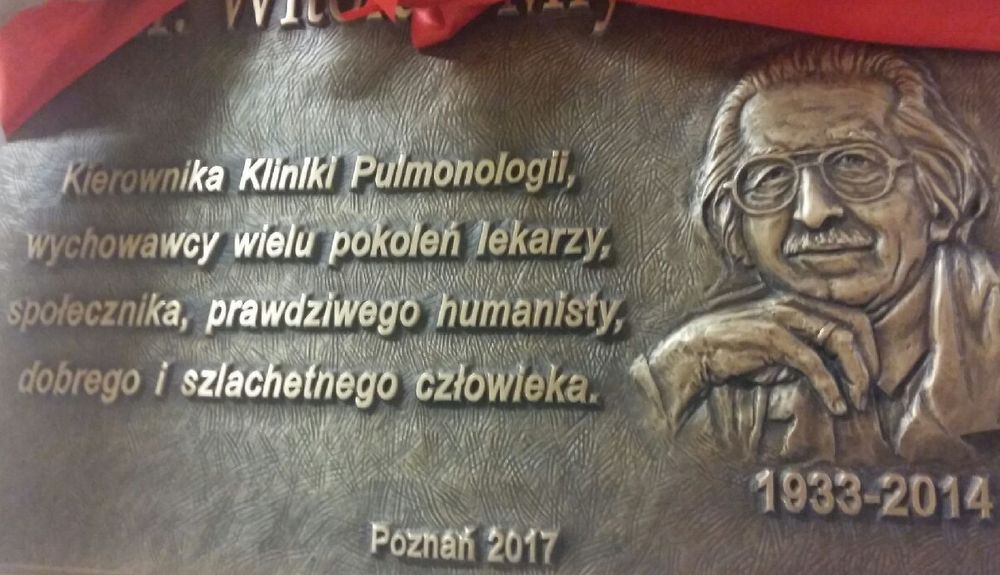 Kierownika Kliniki Pulmonologii,
wychowawcy wielu pokoleń lekarzy,
społecznika, prawdziwego humanisty,
dobrego i szlachetnego człowieka.
1933-2014
Poznań 2017